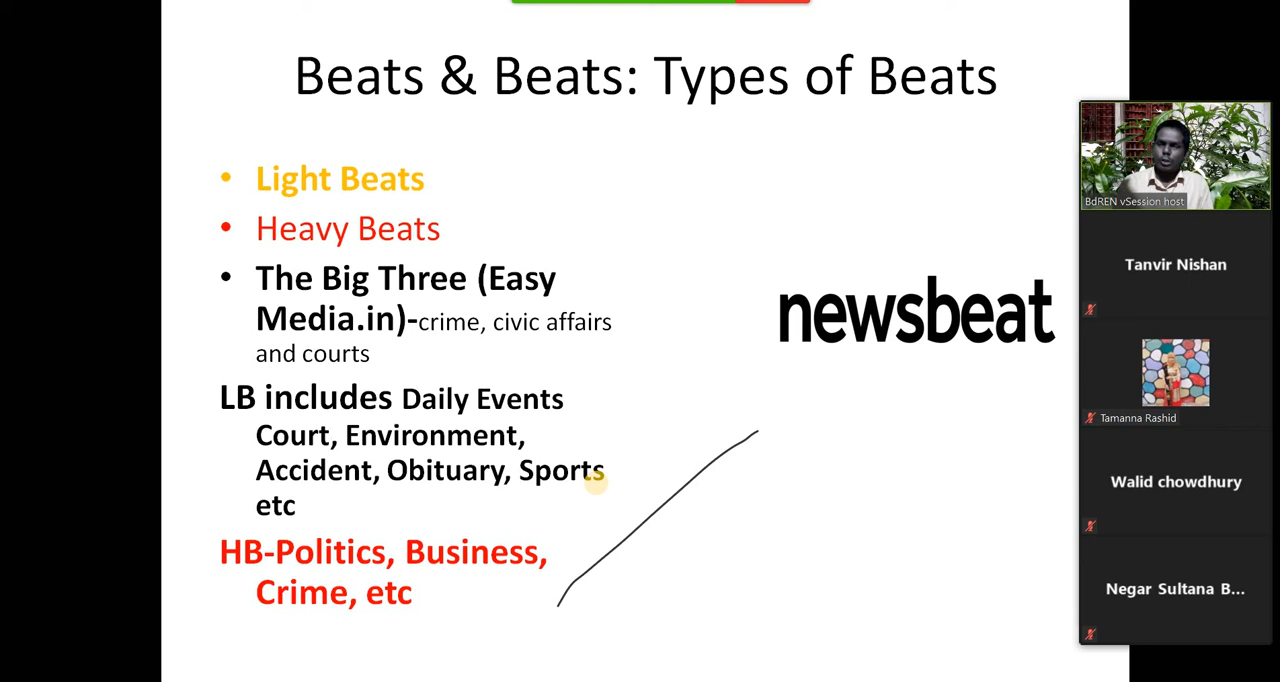 Beats & Beats: Types of Beats
• Light Beats
• Heavy Beats
• The Big Three (Easy
Media.in)-crime, civic affairs
and courts
LB includes Daily Events
Court, Environment,
Accident, Obituary, Sports
etc
HB-Politics, Business,
Crime, etc
newsbeat
BdREN vSession host
Tanvir Nishan
Tamanna Rashid
Walid chowdhury
Negar Sultana B...